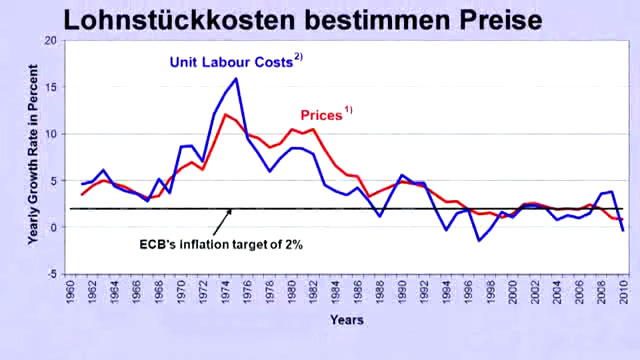 Lohnstückkosten bestimmen Preise
Yearly Growth Rate in Percent
20
15
10
5
0
-5
Unit Labour Costs2)
Prices1)
ECB's inflation target of 2%
1960 1962 1964 1966 1968 1970 1972 1974 1976 1978 1980 1982 1984 1986 1988 1990 1992 1994 1996 1998 2000 2002 2004 2006 2008 2010
Years